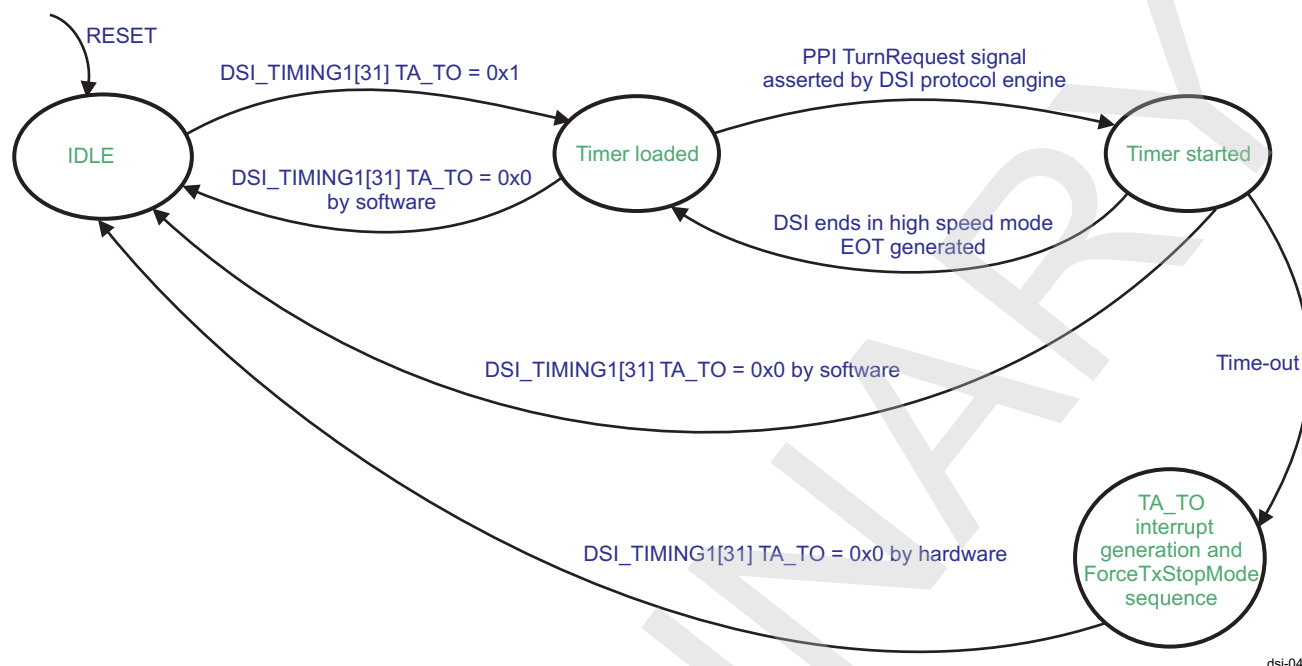 RESET
DSI_TIMING1[31] TA_TO = 0x1
PPI TurnRequest signal
asserted by DSI protocol engine
IDLE
Timer loaded
Timer started
DSI_TIMING1[31] TA_TO = 0x0
by software
DSI ends in high speed mode
EOT generated
DSI_TIMING1[31] TA_TO = 0x0 by software
Time-out
TA_TO
interrupt
generation and
ForceTxStopMode
sequence
DSI_TIMING1[31] TA_TO = 0x0 by hardware
dsi-04